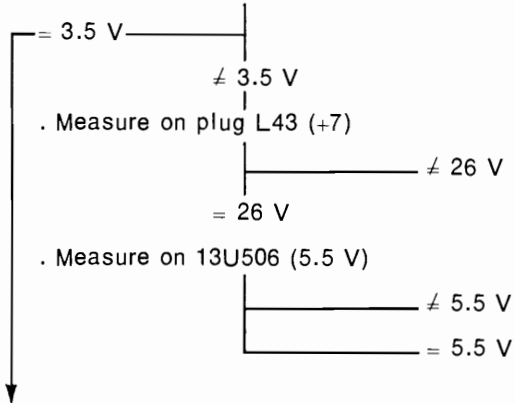 = 3.5 V
≠ 3.5 V
. Measure on plug L43 (+7)
≠ 26 V
= 26 V
. Measure on 13U506 (5.5 V)
≠ 5.5 V
= 5.5 V